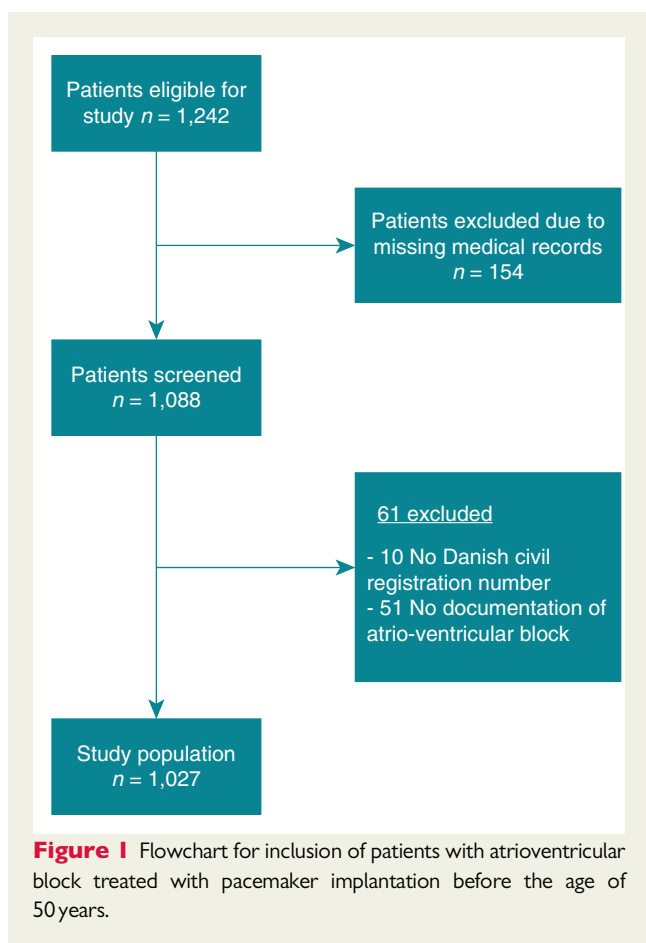 Patients eligible for
study n = 1,242
Patients excluded due to
missing medical records
n = 154
Patients screened
n = 1,088
61 excluded
- 10 No Danish civil
registration number
- 51 No documentation of
atrio-ventricular block
Study population
n = 1,027
Figure 1 Flowchart for inclusion of patients with atrioventricular
block treated with pacemaker implantation before the age of
50 years.